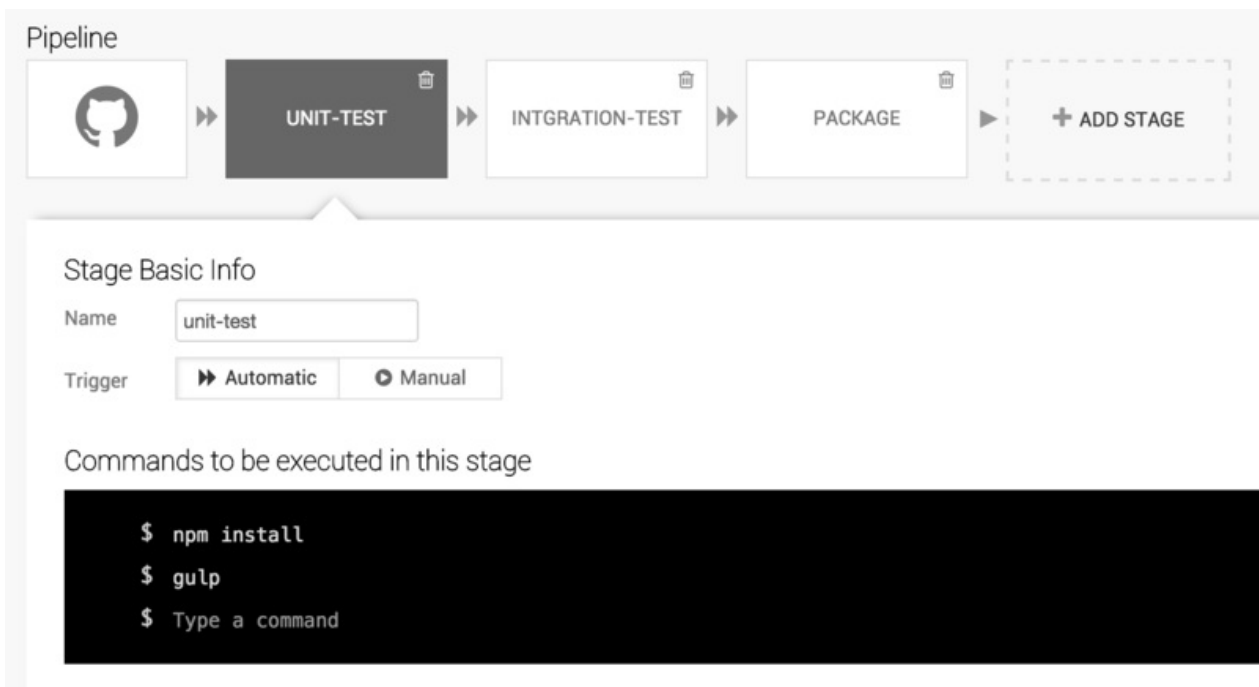 Pipeline
UNIT-TEST
INTGRATION-TEST
PACKAGE
+ ADD STAGE
Stage Basic Info
Name
unit-test
Trigger
Automatic
Manual
Commands to be executed in this stage
$ npm install
$ gulp
$ Type a command